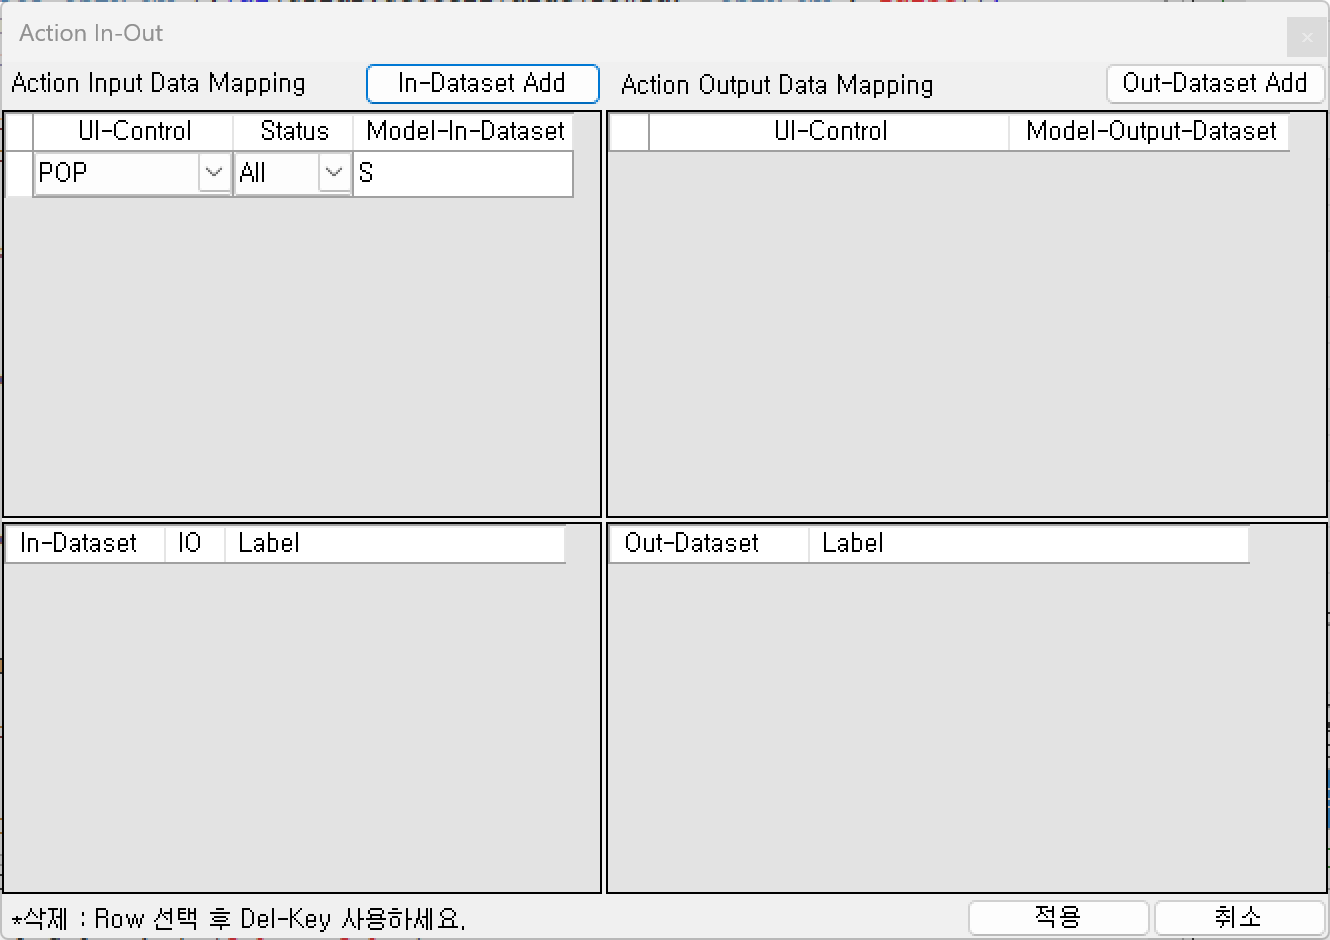 Action In-Out
Action Input Data Mapping
In-Dataset Add
Action Output Data Mapping
Out-Dataset Add
UI-Control Status Model-In-Dataset
POP All S
UI-Control Model-Output-Dataset
In-Dataset IO Label
Out-Dataset Label
*삭제 : Row 선택 후 Del-Key 사용하세요.
적용
취소